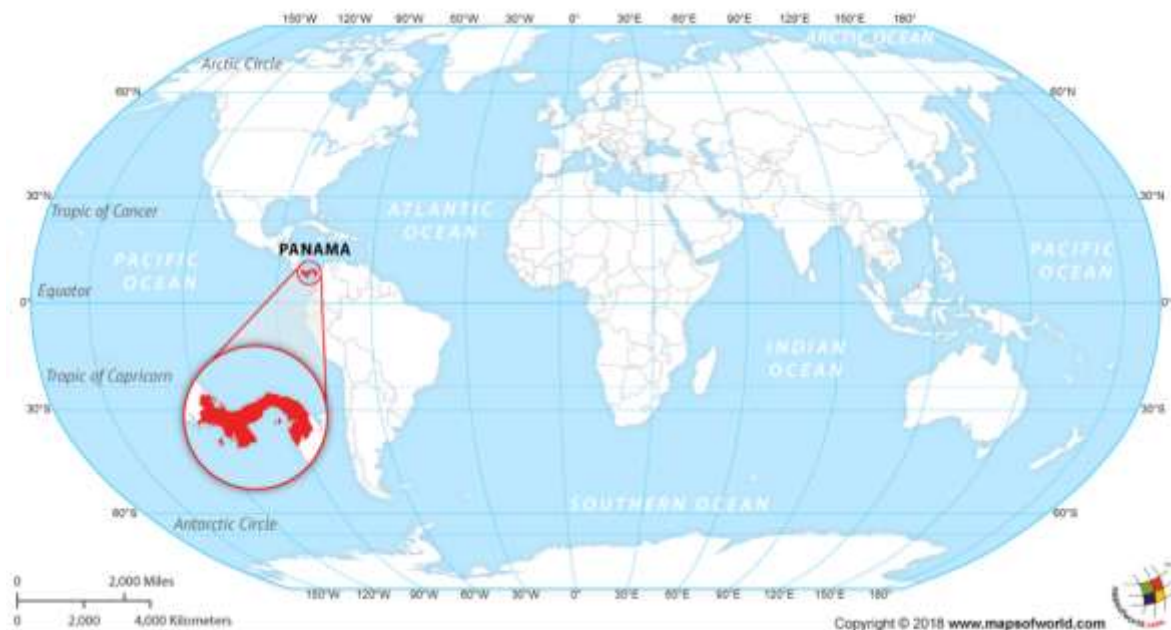 150°W 120°W 90°W 60°W 30°W 0° 30°E 60°E 90°E 120°E 150°E 180°
ARCTIC OCEAN
Arctic Circle
60°N 60°N
30°N 30°N
Tropic of Cancer
ATLANTIC
OCEAN
PANAMA
PACIFIC
OCEAN
PACIFIC
OCEAN
Equator
0° 0°
INDIAN
OCEAN
Tropic of Capricorn
30°S 30°S
SOUTHERN OCEAN
60°S 60°S
Antarctic Circle
0 2,000 Miles
0 2,000 4,000 Kilometers
150°W 120°W 90°W 60°W 30°W 0° 30°E 60°E 90°E 120°E 150°E 180°
Copyright © 2018 www.mapsofworld.com